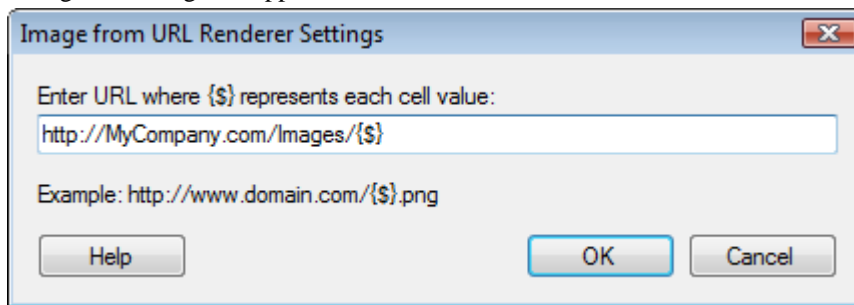 Image from URL Renderer Settings
Enter URL where {$} represents each cell value:
http://MyCompany.com/Images/{$}
Example: http://www.domain.com/{$}.png
Help
OK
Cancel